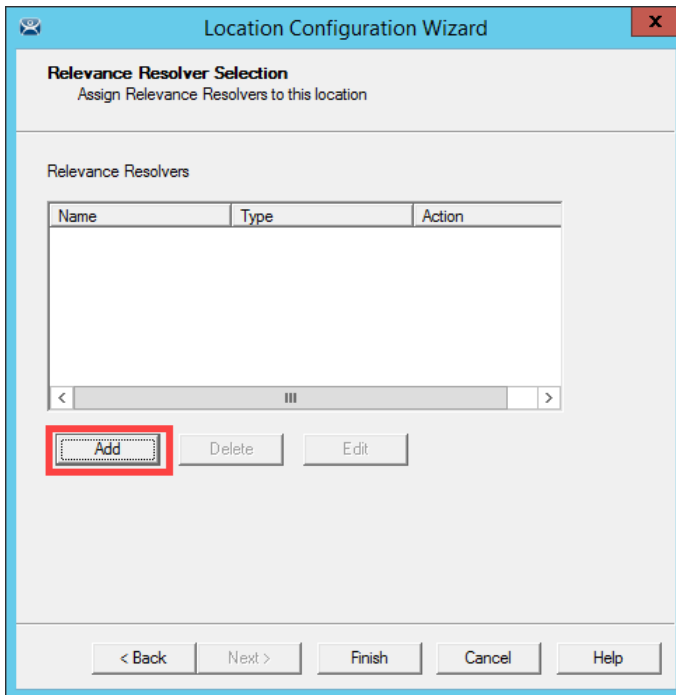 Location Configuration Wizard
x
Relevance Resolver Selection
Assign Relevance Resolvers to this location
Relevance Resolvers
Name Type Action
Add Delete Edit
< Back Next > Finish Cancel Help